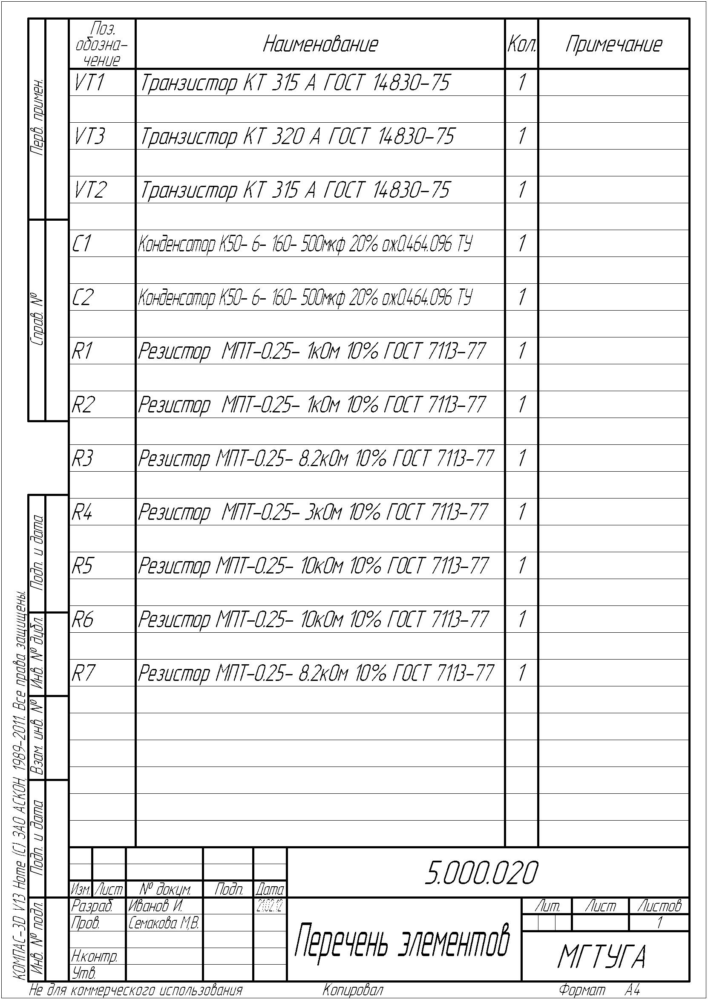 Поз. обозна- чение Наименование Кол. Примечание
VT1 Транзистор КТ 315 А ГОСТ 14830-75 1
VT3 Транзистор КТ 320 А ГОСТ 14830-75 1
VT2 Транзистор КТ 315 А ГОСТ 14830-75 1
C1 Конденсатор К50- 6- 160- 500мкф 20% ож0.464.096 ТУ 1
C2 Конденсатор К50- 6- 160- 500мкф 20% ож0.464.096 ТУ 1
R1 Резистор МПТ-0.25- 1кОм 10% ГОСТ 7113-77 1
R2 Резистор МПТ-0.25- 1кОм 10% ГОСТ 7113-77 1
R3 Резистор МПТ-0.25- 8.2кОм 10% ГОСТ 7113-77 1
R4 Резистор МПТ-0.25- 3кОм 10% ГОСТ 7113-77 1
R5 Резистор МПТ-0.25- 10кОм 10% ГОСТ 7113-77 1
R6 Резистор МПТ-0.25- 10кОм 10% ГОСТ 7113-77 1
R7 Резистор МПТ-0.25- 8.2кОм 10% ГОСТ 7113-77 1
Перв. примен.
Справ. №
Подп. и дата
Инв. № дубл.
Взам. инв. №
Подп. и дата
Инв. № подл.
КОМПАС-3D V13 Home (C) ЗАО АСКОН, 1989-2011. Все права защищены.
5.000.020
Изм. Лист № докум. Подп. Дата
Разраб. Иванов И. 21.02.12
Пров. Семакова М,В.
Н.контр.
Утв.
Перечень элементов
Лит. Лист Листов
1
МГТУГА
Не для коммерческого использования Копировал Формат А4